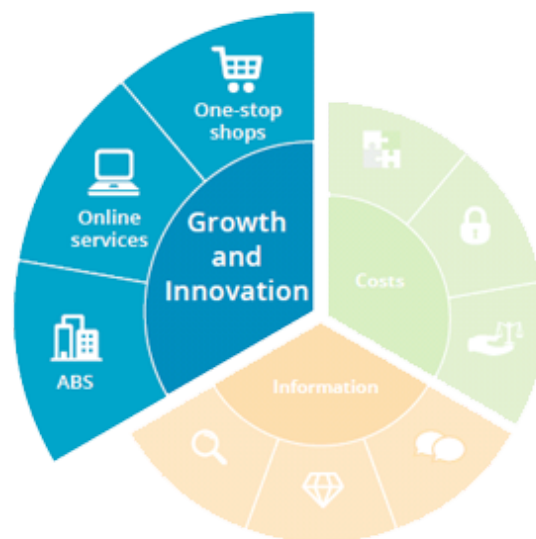 One-stop
shops
Online
services
Growth
and
Innovation
ABS
Costs
Information